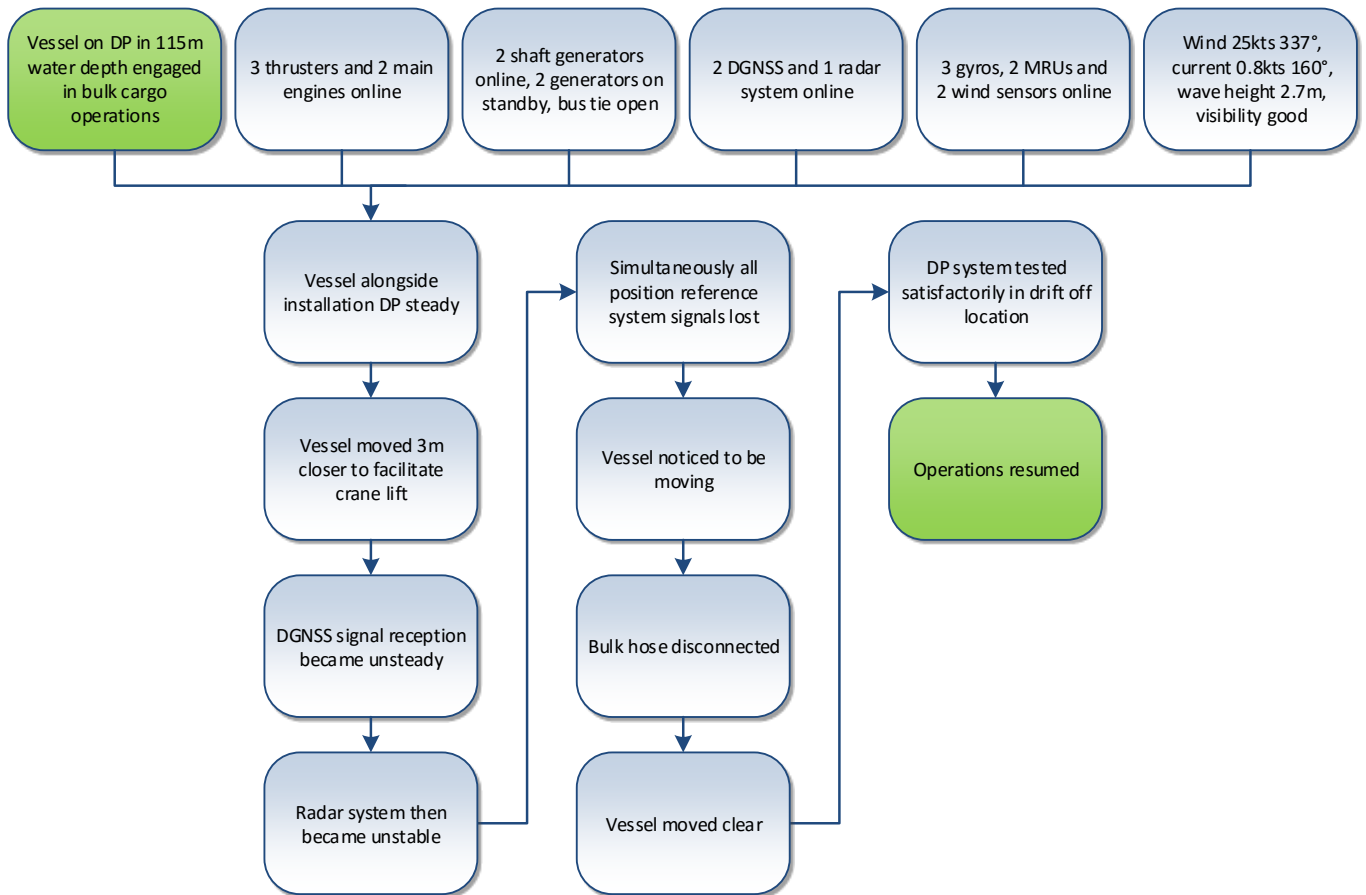 Vessel on DP in 115m
water depth engaged
in bulk cargo
operations
3 thrusters and 2 main
engines online
2 shaft generators
online, 2 generators on
standby, bus tie open
2 DGNSS and 1 radar
system online
3 gyros, 2 MRUs and
2 wind sensors online
Wind 25kts 337°,
current 0.8kts 160°,
wave height 2.7m,
visibility good
Vessel alongside
installation DP steady
Vessel moved 3m
closer to facilitate
crane lift
DGNSS signal reception
became unsteady
Radar system then
became unstable
Simultaneously all
position reference
system signals lost
Vessel noticed to be
moving
Bulk hose disconnected
Vessel moved clear
DP system tested
satisfactorily in drift off
location
Operations resumed